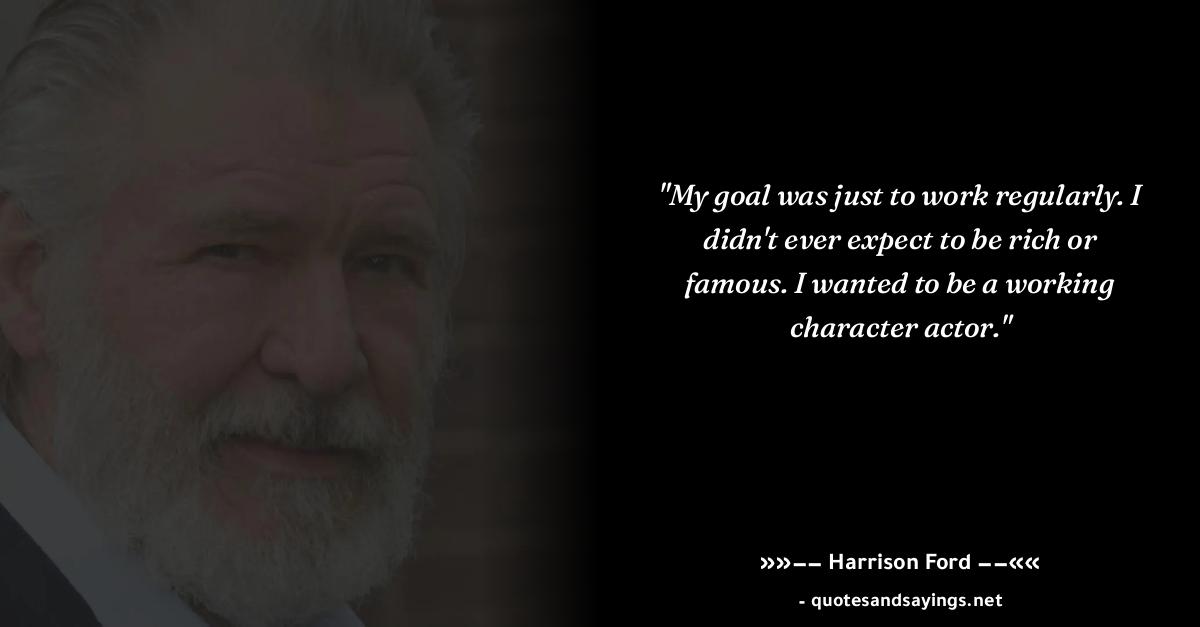 "My goal was just to work regularly. I
didn't ever expect to be rich or
famous. I wanted to be a working
character actor."
»»−− Harrison Ford −−««
- quotesandsayings.net